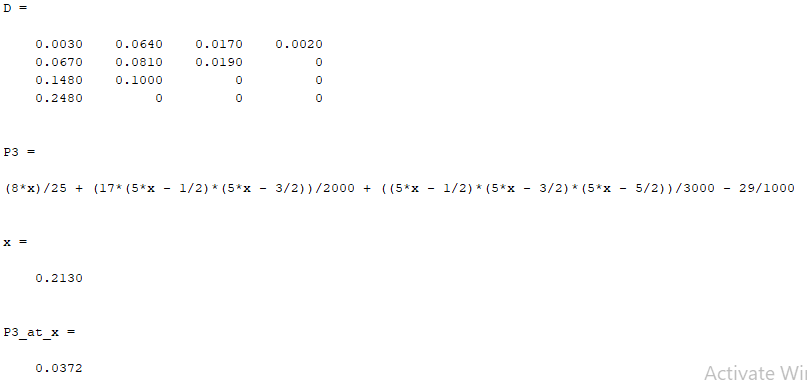 D =
0.0030 0.0640 0.0170 0.0020
0.0670 0.0810 0.0190 0
0.1480 0.1000 0 0
0.2480 0 0 0
P3 =
(8*x)/25 + (17*(5*x - 1/2)*(5*x - 3/2))/2000 + ((5*x - 1/2)*(5*x - 3/2)*(5*x - 5/2))/3000 - 29/1000
x =
0.2130
P3_at_x =
0.0372
Activate Wi